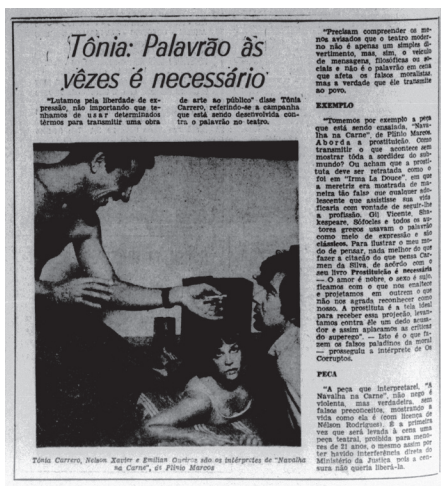 Tônia: Palavrão às
vêzes é necessário
"Lutamos pela liberdade de ex-
pressão, não importando que te-
nhamos de usar determinados
têrmos para transmitir uma obra
de arte ao público" disse Tônia
Carrero, referindo-se a campanha
que está sendo desenvolvida con-
tra o palavrão no teatro.
Tônia Carrero, Nelson Xavier e Emilian Queiroz são os intérpretes de "Navalha
na Carne", de Plínio Marcos
"Precisam compreender os me-
nos avisados que o teatro moder-
no não é apenas um simples di-
vertimento, mas, sim, o veículo
de mensagens, filosóficas ou so-
ciais e não é o palavrão em cena
que afeta os falsos moralistas,
mas a verdade que êle transmite
ao povo.
EXEMPLO
"Tomemos por exemplo a peça
que está sendo ensaiada, "Nava-
lha na Carne", de Plínio Marcos.
Aborda a prostituição. Como
transmitir o que acontece sem
mostrar tôda a sordidez do sub-
mundo? Ou acham que a prosti-
tuta deve ser retratada como o
foi em "Irma La Douce", em que
a meretriz era mostrada de ma-
neira tão falsa que qualquer ado-
lescente que assistisse sua vida
ficaria com vontade de seguir-lhe
a profissão. Gil Vicente, Sha-
kespeare, Sófocles e todos os au-
tores gregos usavam o palavrão
como meio de expressão e são
clássicos. Para ilustrar o meu mo-
do de pensar, nada melhor do que
fazer a citação do que pensa Car-
men da Silva, de acôrdo com o
seu livro Prostituição é necessária
— O amor é nobre, o sexo é sujo,
ficamos com o que nos enaltece
e projetamos em outrem o que
não nos agrada reconhecer como
nosso. A prostituta é a tela ideal
para receber essa projeção, levan-
tamos contra êle um dedo acusa-
dor e assim aplacamos as críticas
do superego". — Isto é o que fa-
zem os falsos paladinos da moral
— prosseguiu a intérprete de Os
Corruptos.
PEÇA
"A peça que interpretarei, "A
Navalha na Carne", não nego é
violenta, mas verdadeira, sem
falsos preconceitos, mostrando a
vida como ela é (com licença de
Nélson Rodrigues). E a primeira
vez que será levada à cena uma
peça teatral, proibida para meno-
res de 21 anos, o mesmo assim por
ter havido interferência direta do
Ministério da Justiça pois a cen-
sura não queria liberá-la.